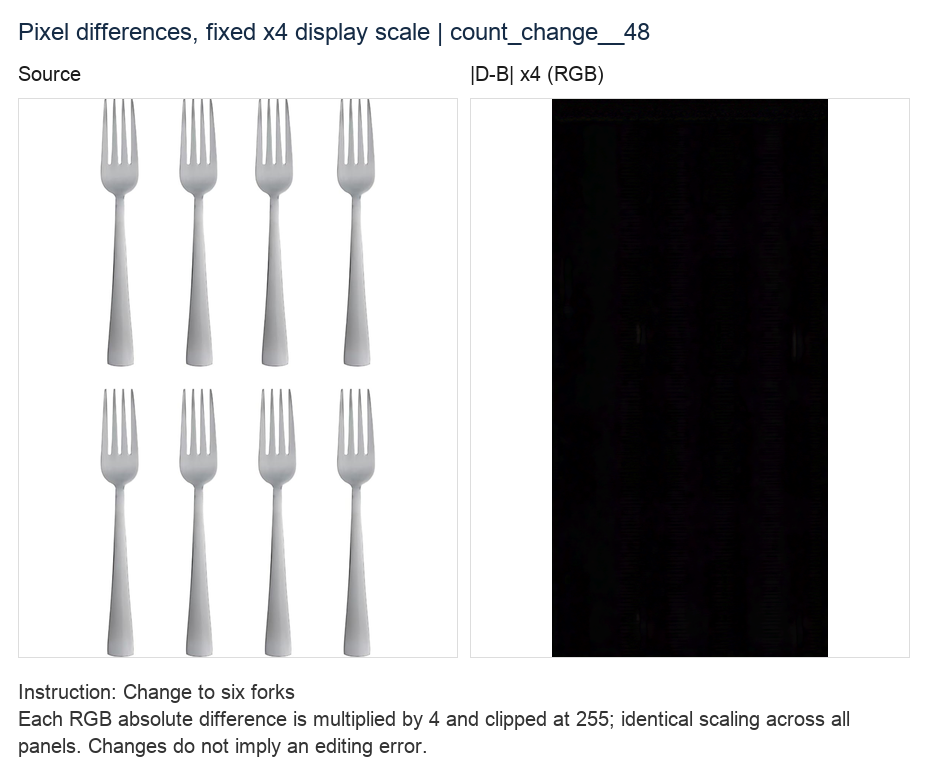 Pixel differences, fixed x4 display scale | count_change__48
Source
|D-B| x4 (RGB)
Instruction: Change to six forks
Each RGB absolute difference is multiplied by 4 and clipped at 255; identical scaling across all
panels. Changes do not imply an editing error.